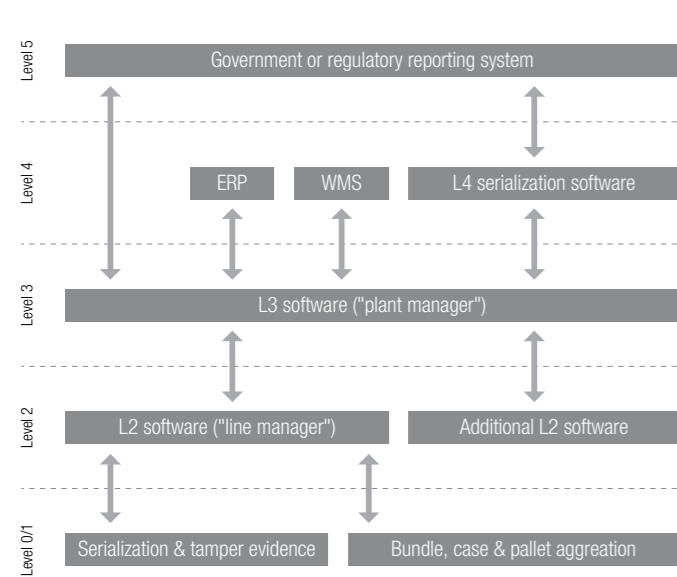 Level 5
Government or regulatory reporting system
Level 4
ERP
WMS
L4 serialization software
Level 3
L3 software ("plant manager")
Level 2
L2 software ("line manager")
Additional L2 software
Level 0/1
Serialization & tamper evidence
Bundle, case & pallet aggreation